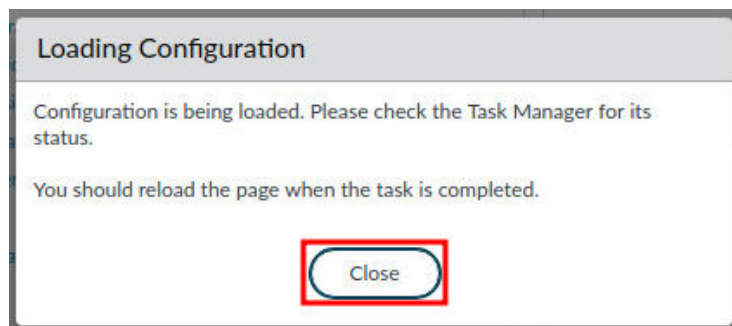 Loading Configuration
Configuration is being loaded. Please check the Task Manager for its
status.
You should reload the page when the task is completed.
Close